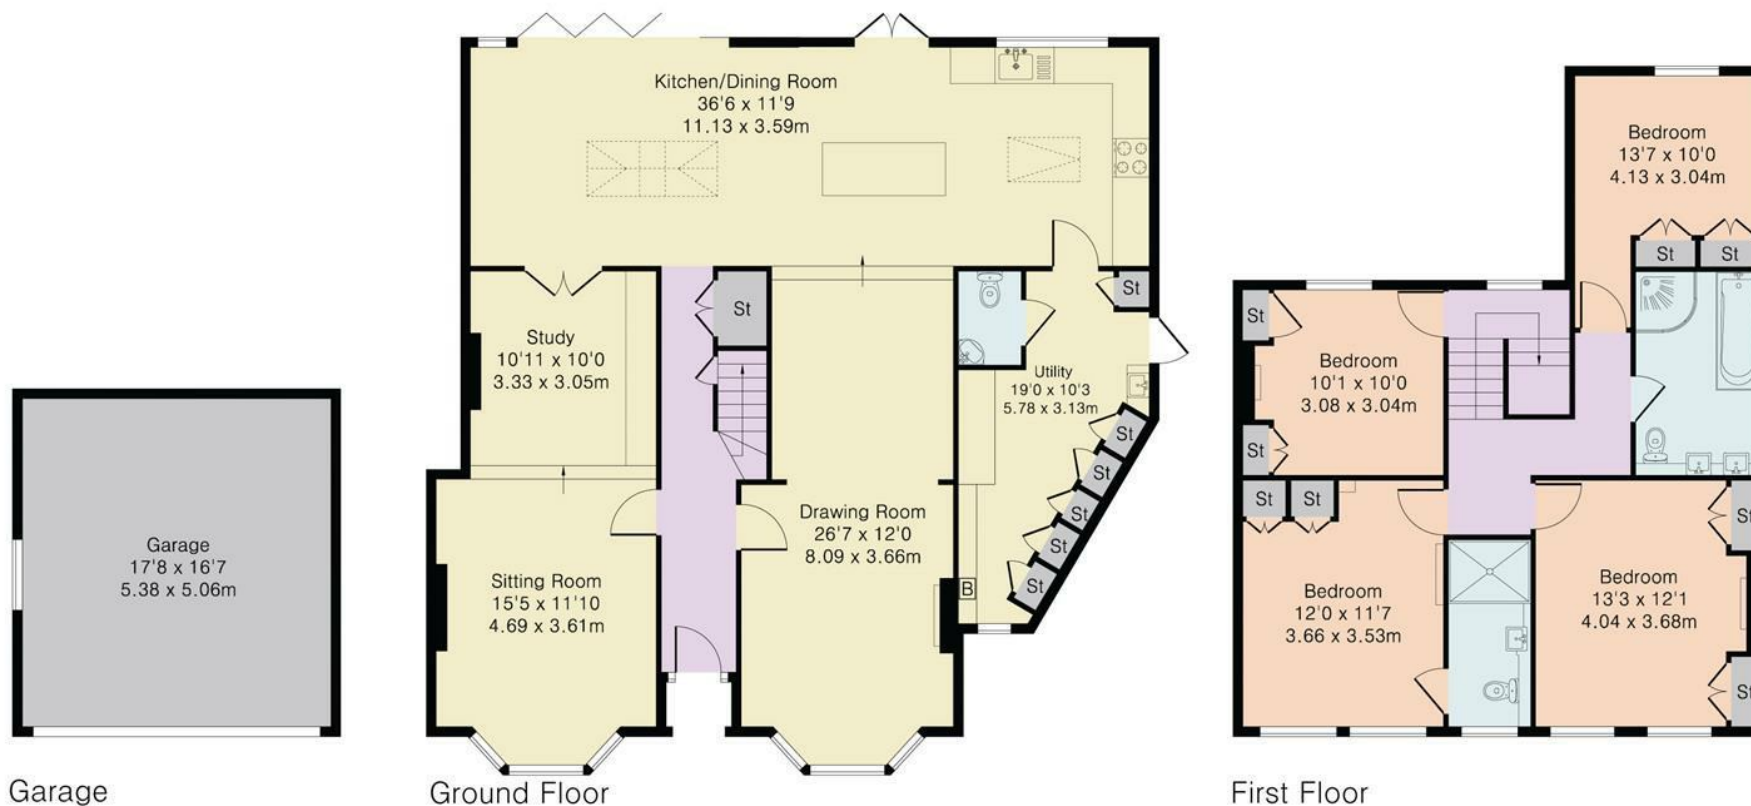 Garage
17'8 x 16'7
5.38 x 5.06m
Garage
Kitchen/Dining Room
36'6 x 11'9
11.13 x 3.59m
Study
10'11 x 10'0
3.33 x 3.05m
St
St
Utility
19'0 x 10'3
5.78 x 3.13m
St
St
St
St
St
B
Drawing Room
26'7 x 12'0
8.09 x 3.66m
Sitting Room
15'5 x 11'10
4.69 x 3.61m
Ground Floor
Bedroom
13'7 x 10'0
4.13 x 3.04m
St
St
St
Bedroom
10'1 x 10'0
3.08 x 3.04m
St
St
St
Bedroom
12'0 x 11'7
3.66 x 3.53m
St
Bedroom
13'3 x 12'1
4.04 x 3.68m
St
First Floor